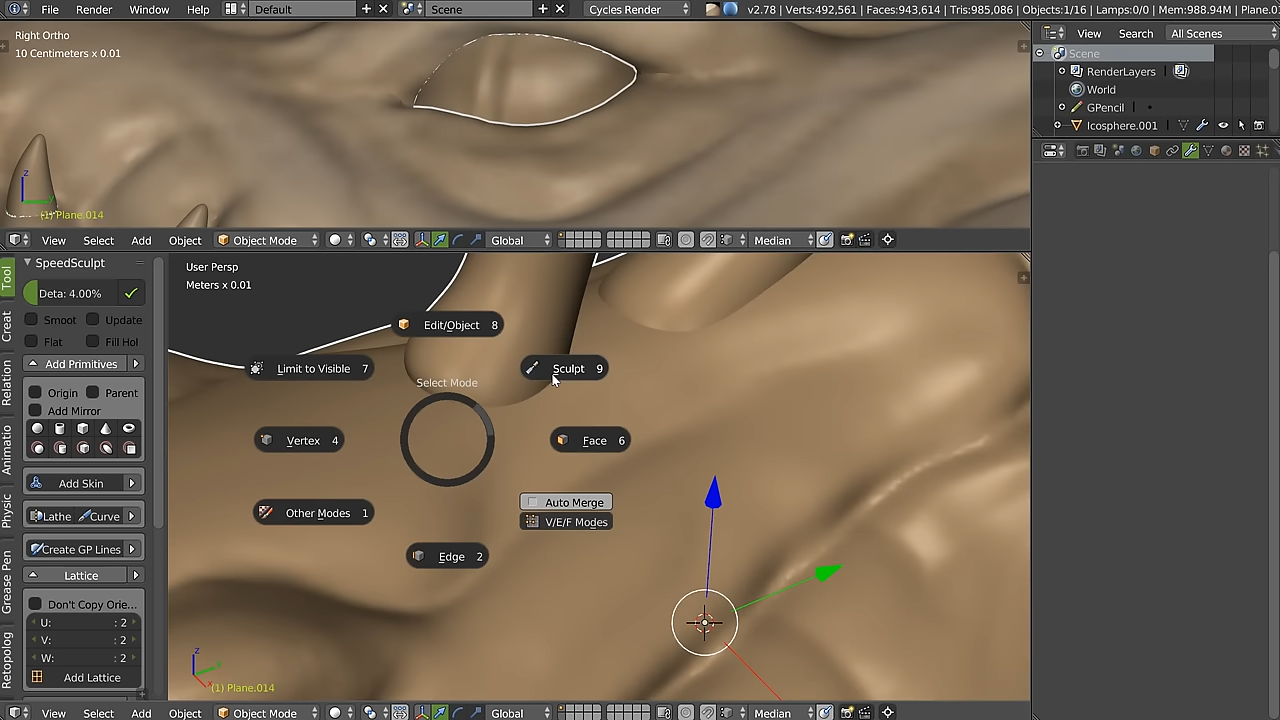 File Render Window Help Default Scene Cycles Render v2.78 | Verts:492,561 | Faces:943,614 | Tris:985,086 | Objects:1/16 | Lamps:0/0 | Mem:988.94M | Plane.0
Right Ortho
10 Centimeters x 0.01
View Search All Scenes
Scene
RenderLayers
World
GPencil
Icosphere.001
z
y
(1) Plane.014
View Select Add Object Object Mode Global Median
Tool
Creat
Relation
Animatio
Physic
Grease Pen
Retopolog
SpeedSculpt
Deta: 4.00%
Smoot Update
Flat Fill Hol
Add Primitives
Origin Parent
Add Mirror
Add Skin
Lathe Curve
Create GP Lines
Lattice
Don't Copy Orie...
U: : 2
V: : 2
W: : 2
Add Lattice
User Persp
Meters x 0.01
Edit/Object 8
Limit to Visible 7
Sculpt 9
Select Mode
Vertex 4
Face 6
Auto Merge
Other Modes 1
V/E/F Modes
Edge 2
z
y
x
(1) Plane.014
View Select Add Object Object Mode Global Median